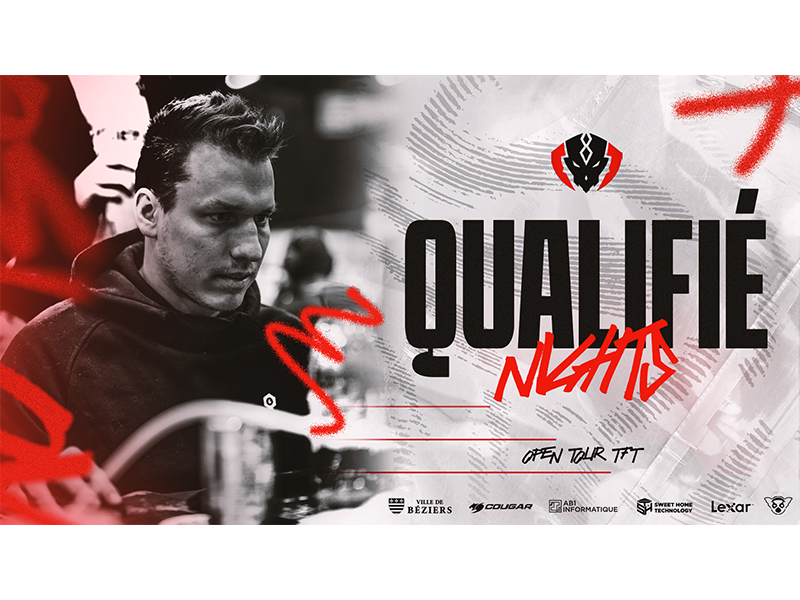 QUALIFIÉ
NIGHTS
OPEN TOUR TFT
VILLE DE
BÉZIERS
COUGAR
AB1
INFORMATIQUE
SWEET HOME
TECHNOLOGY
Lexar